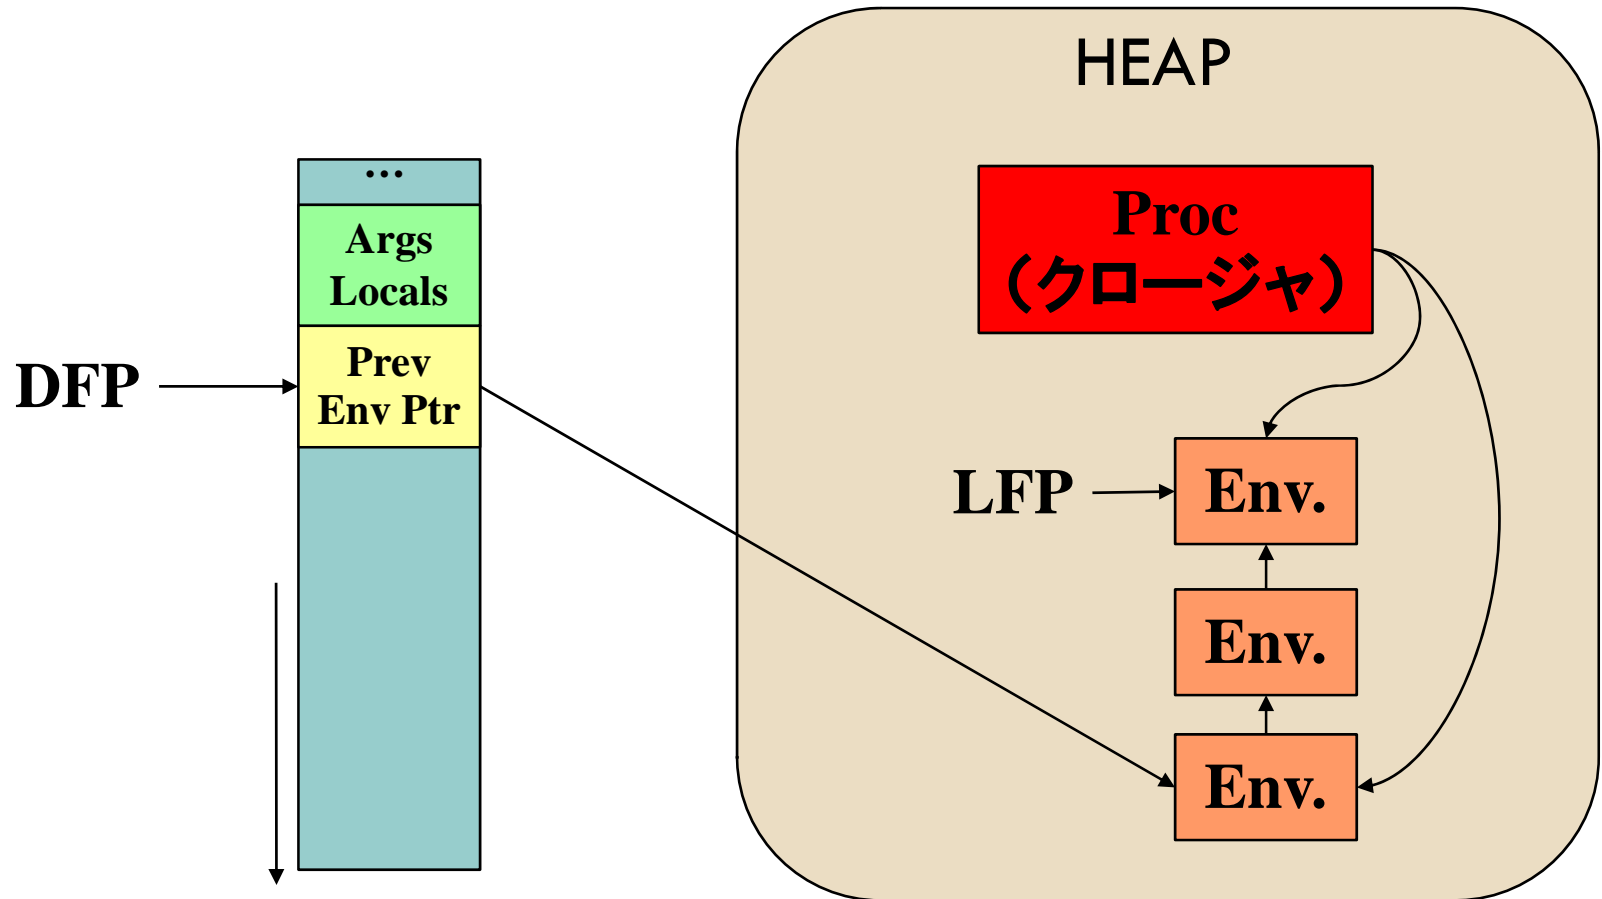 HEAP
...
Args
Locals
Prev
Env Ptr
DFP
Proc
（クロージャ）
LFP
Env.
Env.
Env.